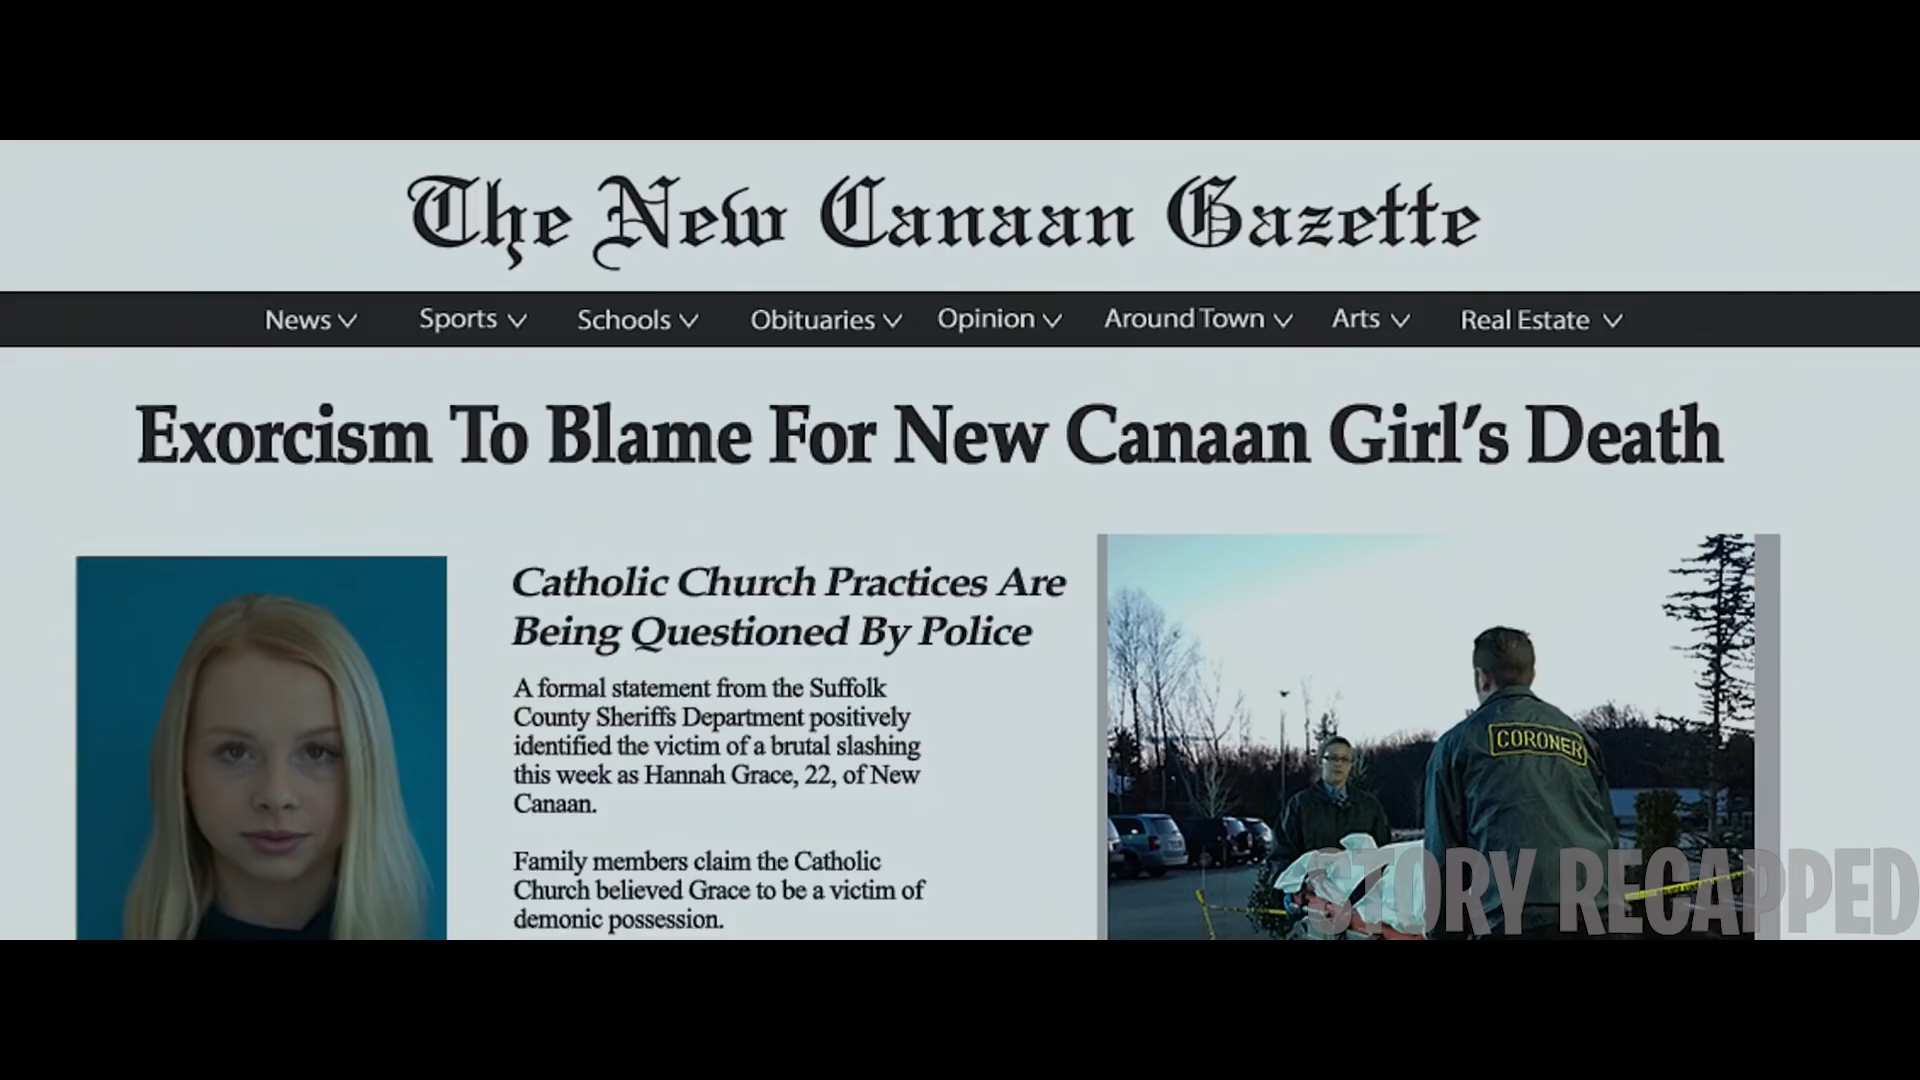 The New Canaan Gazette
News Sports Schools Obituaries Opinion Around Town Arts Real Estate
Exorcism To Blame For New Canaan Girl's Death
Catholic Church Practices Are
Being Questioned By Police
A formal statement from the Suffolk
County Sheriffs Department positively
identified the victim of a brutal slashing
this week as Hannah Grace, 22, of New
Canaan.
Family members claim the Catholic
Church believed Grace to be a victim of
demonic possession.
CORONER
STORY RECAPPED